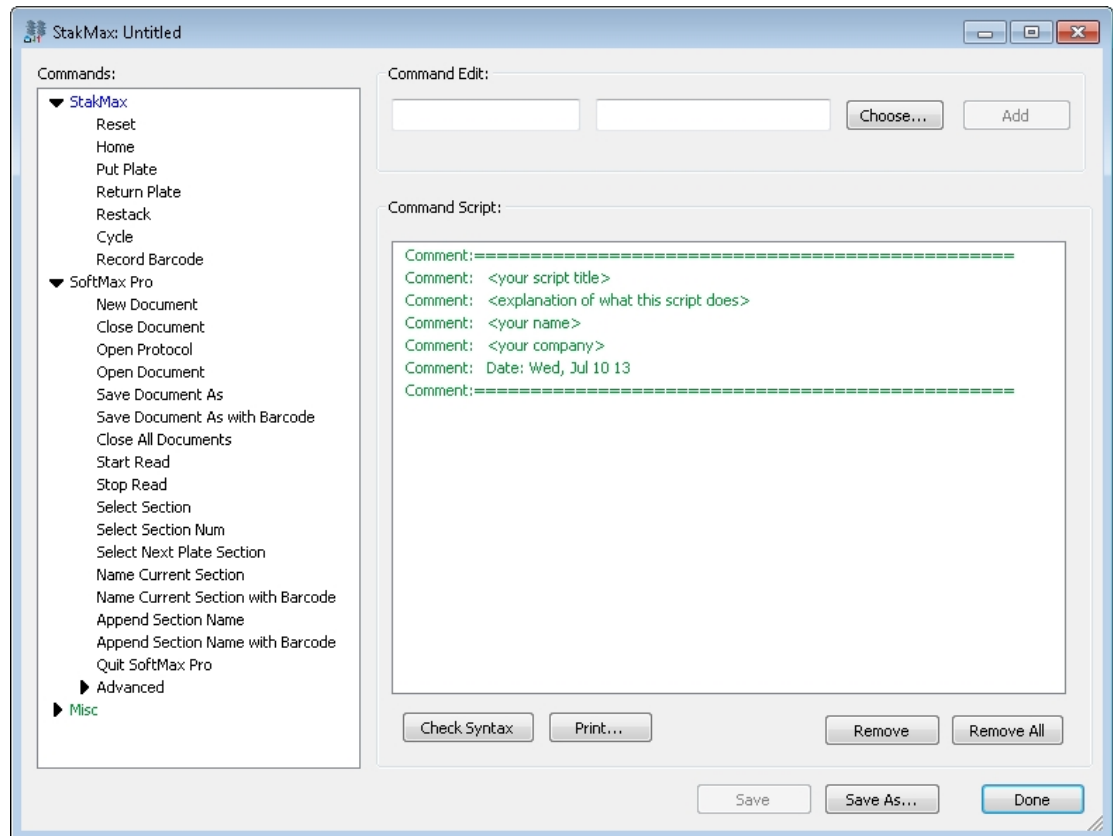 StakMax: Untitled
Commands:
StakMax
Reset
Home
Put Plate
Return Plate
Restack
Cycle
Record Barcode
SoftMax Pro
New Document
Close Document
Open Protocol
Open Document
Save Document As
Save Document As with Barcode
Close All Documents
Start Read
Stop Read
Select Section
Select Section Num
Select Next Plate Section
Name Current Section
Name Current Section with Barcode
Append Section Name
Append Section Name with Barcode
Quit SoftMax Pro
Advanced
Misc
Command Edit:
Choose... Add
Command Script:
Comment:================================================
Comment: <your script title>
Comment: <explanation of what this script does>
Comment: <your name>
Comment: <your company>
Comment: Date: Wed, Jul 10 13
Comment:================================================
Check Syntax Print... Remove Remove All
Save Save As... Done